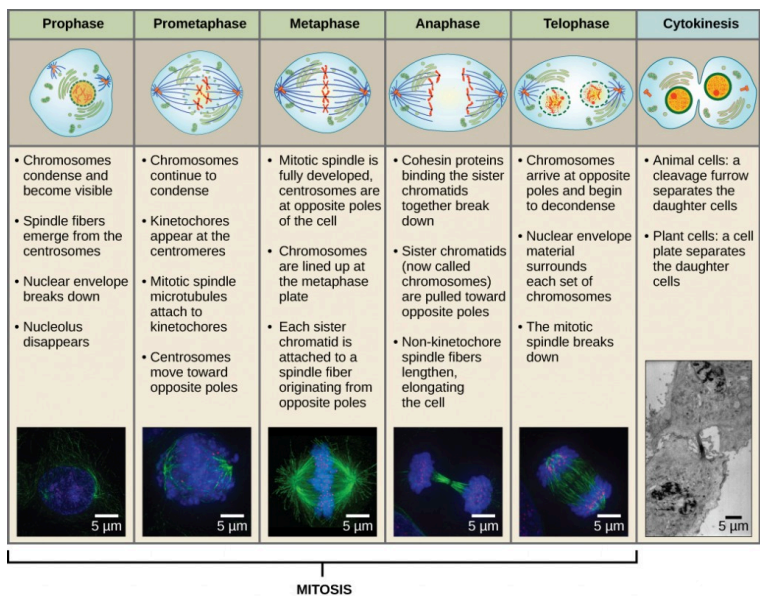 Prophase
Prometaphase
Metaphase
Anaphase
Telophase
Cytokinesis
• Chromosomes
condense and
become visible
• Spindle fibers
emerge from the
centrosomes
• Nuclear envelope
breaks down
• Nucleolus
disappears
• Chromosomes
continue to
condense
• Kinetochores
appear at the
centromeres
• Mitotic spindle
microtubules
attach to
kinetochores
• Centrosomes
move toward
opposite poles
• Mitotic spindle is
fully developed,
centrosomes are
at opposite poles
of the cell
• Chromosomes
are lined up at
the metaphase
plate
• Each sister
chromatid is
attached to a
spindle fiber
originating from
opposite poles
• Cohesin proteins
binding the sister
chromatids
together break
down
• Sister chromatids
(now called
chromosomes)
are pulled toward
opposite poles
• Non-kinetochore
spindle fibers
lengthen,
elongating
the cell
• Chromosomes
arrive at opposite
poles and begin
to decondense
• Nuclear envelope
material
surrounds
each set of
chromosomes
• The mitotic
spindle breaks
down
• Animal cells: a
cleavage furrow
separates the
daughter cells
• Plant cells: a cell
plate separates
the daughter
cells
5 µm
5 µm
5 µm
5 µm
5 µm
5 µm
MITOSIS